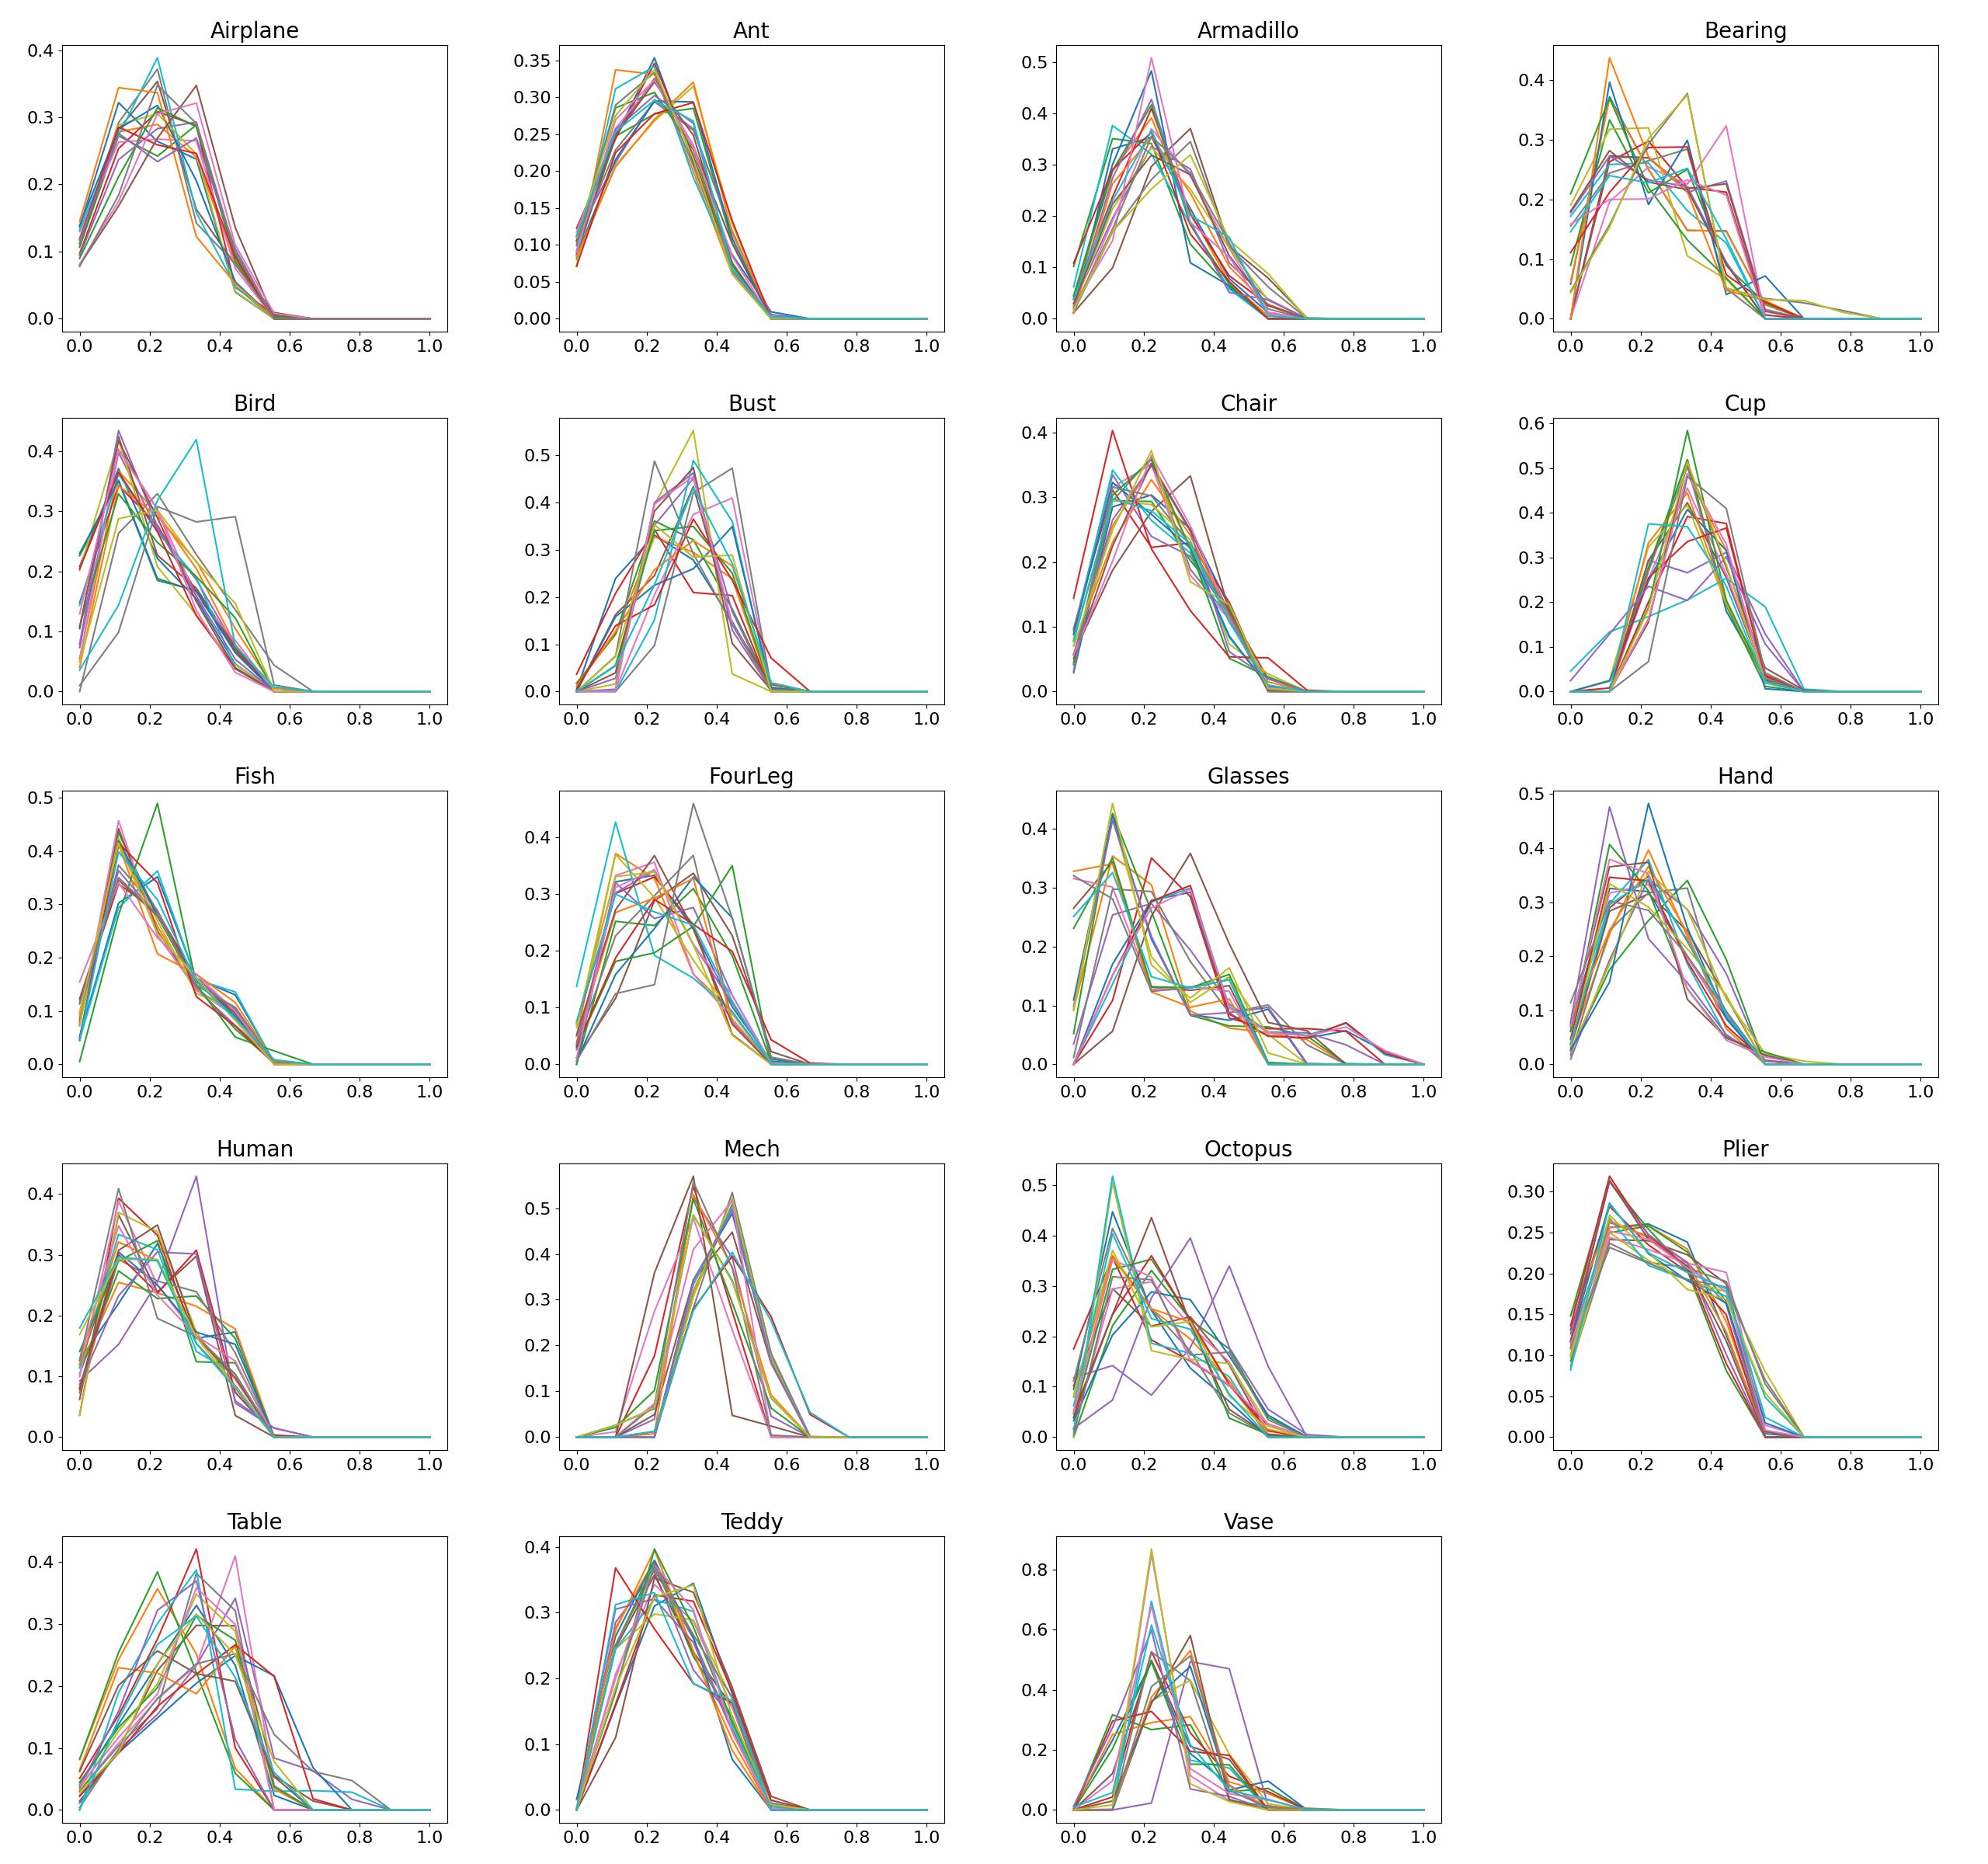 Airplane Ant Armadillo Bearing
0.4 0.3 0.2 0.1 0.0
0.0 0.2 0.4 0.6 0.8 1.0
0.35 0.30 0.25 0.20 0.15 0.10 0.05 0.00
0.0 0.2 0.4 0.6 0.8 1.0
0.5 0.4 0.3 0.2 0.1 0.0
0.0 0.2 0.4 0.6 0.8 1.0
0.4 0.3 0.2 0.1 0.0
0.0 0.2 0.4 0.6 0.8 1.0
Bird Bust Chair Cup
0.4 0.3 0.2 0.1 0.0
0.0 0.2 0.4 0.6 0.8 1.0
0.5 0.4 0.3 0.2 0.1 0.0
0.0 0.2 0.4 0.6 0.8 1.0
0.4 0.3 0.2 0.1 0.0
0.0 0.2 0.4 0.6 0.8 1.0
0.6 0.5 0.4 0.3 0.2 0.1 0.0
0.0 0.2 0.4 0.6 0.8 1.0
Fish FourLeg Glasses Hand
0.5 0.4 0.3 0.2 0.1 0.0
0.0 0.2 0.4 0.6 0.8 1.0
0.4 0.3 0.2 0.1 0.0
0.0 0.2 0.4 0.6 0.8 1.0
0.4 0.3 0.2 0.1 0.0
0.0 0.2 0.4 0.6 0.8 1.0
0.5 0.4 0.3 0.2 0.1 0.0
0.0 0.2 0.4 0.6 0.8 1.0
Human Mech Octopus Plier
0.4 0.3 0.2 0.1 0.0
0.0 0.2 0.4 0.6 0.8 1.0
0.5 0.4 0.3 0.2 0.1 0.0
0.0 0.2 0.4 0.6 0.8 1.0
0.5 0.4 0.3 0.2 0.1 0.0
0.0 0.2 0.4 0.6 0.8 1.0
0.30 0.25 0.20 0.15 0.10 0.05 0.00
0.0 0.2 0.4 0.6 0.8 1.0
Table Teddy Vase
0.4 0.3 0.2 0.1 0.0
0.0 0.2 0.4 0.6 0.8 1.0
0.4 0.3 0.2 0.1 0.0
0.0 0.2 0.4 0.6 0.8 1.0
0.8 0.6 0.4 0.2 0.0
0.0 0.2 0.4 0.6 0.8 1.0